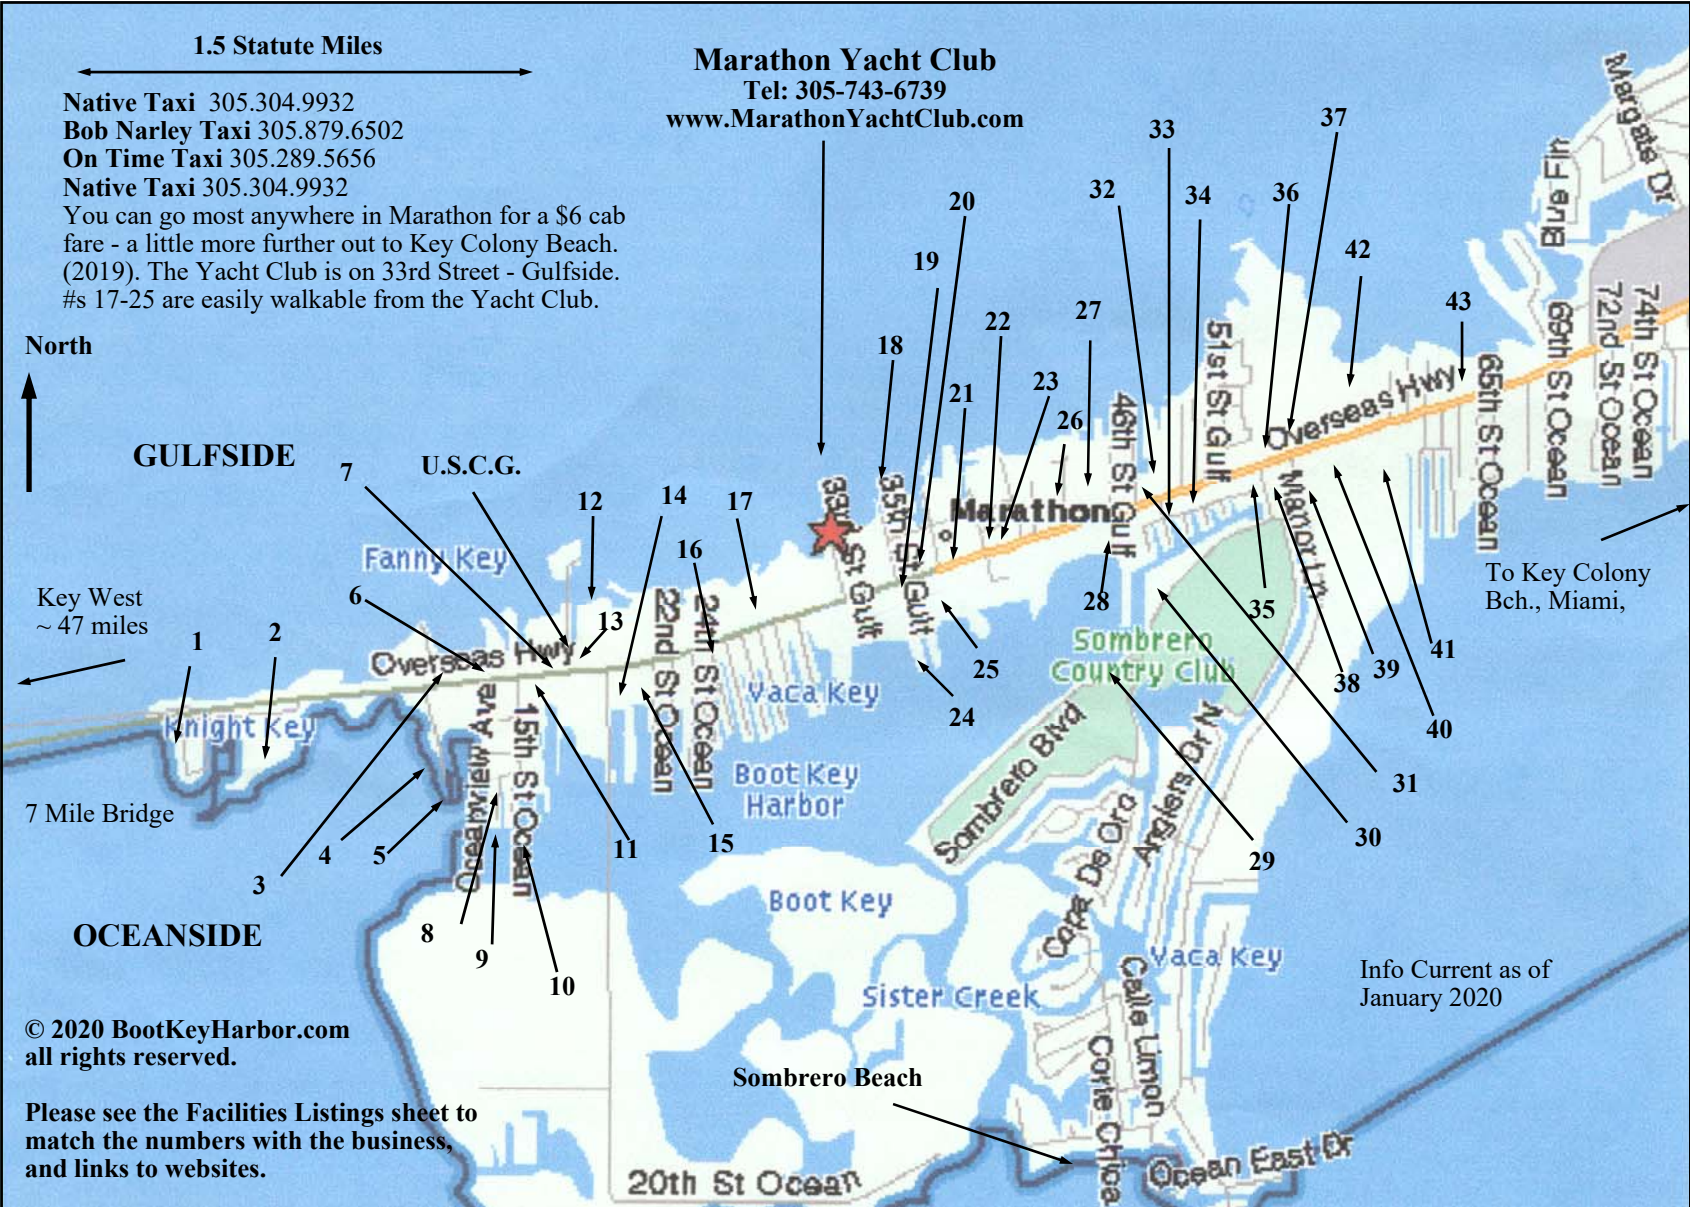 1.5 Statute Miles
Native Taxi 305.304.9932
Bob Narley Taxi 305.879.6502
On Time Taxi 305.289.5656
Native Taxi 305.304.9932
You can go most anywhere in Marathon for a $6 cab
fare - a little more further out to Key Colony Beach.
(2019). The Yacht Club is on 33rd Street - Gulfside.
#s 17-25 are easily walkable from the Yacht Club.
Marathon Yacht Club
Tel: 305-743-6739
www.MarathonYachtClub.com
North
GULFSIDE
U.S.C.G.
Fanny Key
Key West
~ 47 miles
Overseas Hwy
Knight Key
7 Mile Bridge
OCEANSIDE
1
2
3
4
5
6
7
8
9
10
11
12
13
14
15
16
17
18
19
20
21
22
23
24
25
26
27
28
29
30
31
32
33
34
35
36
37
38
39
40
41
42
43
Oceanview Ave
15th St Ocean
22nd St Ocean
24th St Ocean
33rd St Gulf
35th St Gulf
Marathon
46th St Gulf
51st St Gulf
Overseas Hwy
Manor Ln
65th St Ocean
69th St Ocean
72nd St Ocean
74th St Ocean
Blue Fin
Margate Dr
To Key Colony
Bch., Miami,
Vaca Key
Boot Key
Harbor
Sombrero
Country Club
Sombrero Blvd
Anglers Dr N
Coco De Oro
Boot Key
Sister Creek
Vaca Key
Calle Limon
Corte Chica
Sombrero Beach
Ocean East Dr
20th St Ocean
Info Current as of
January 2020
© 2020 BootKeyHarbor.com
all rights reserved.
Please see the Facilities Listings sheet to
match the numbers with the business,
and links to websites.